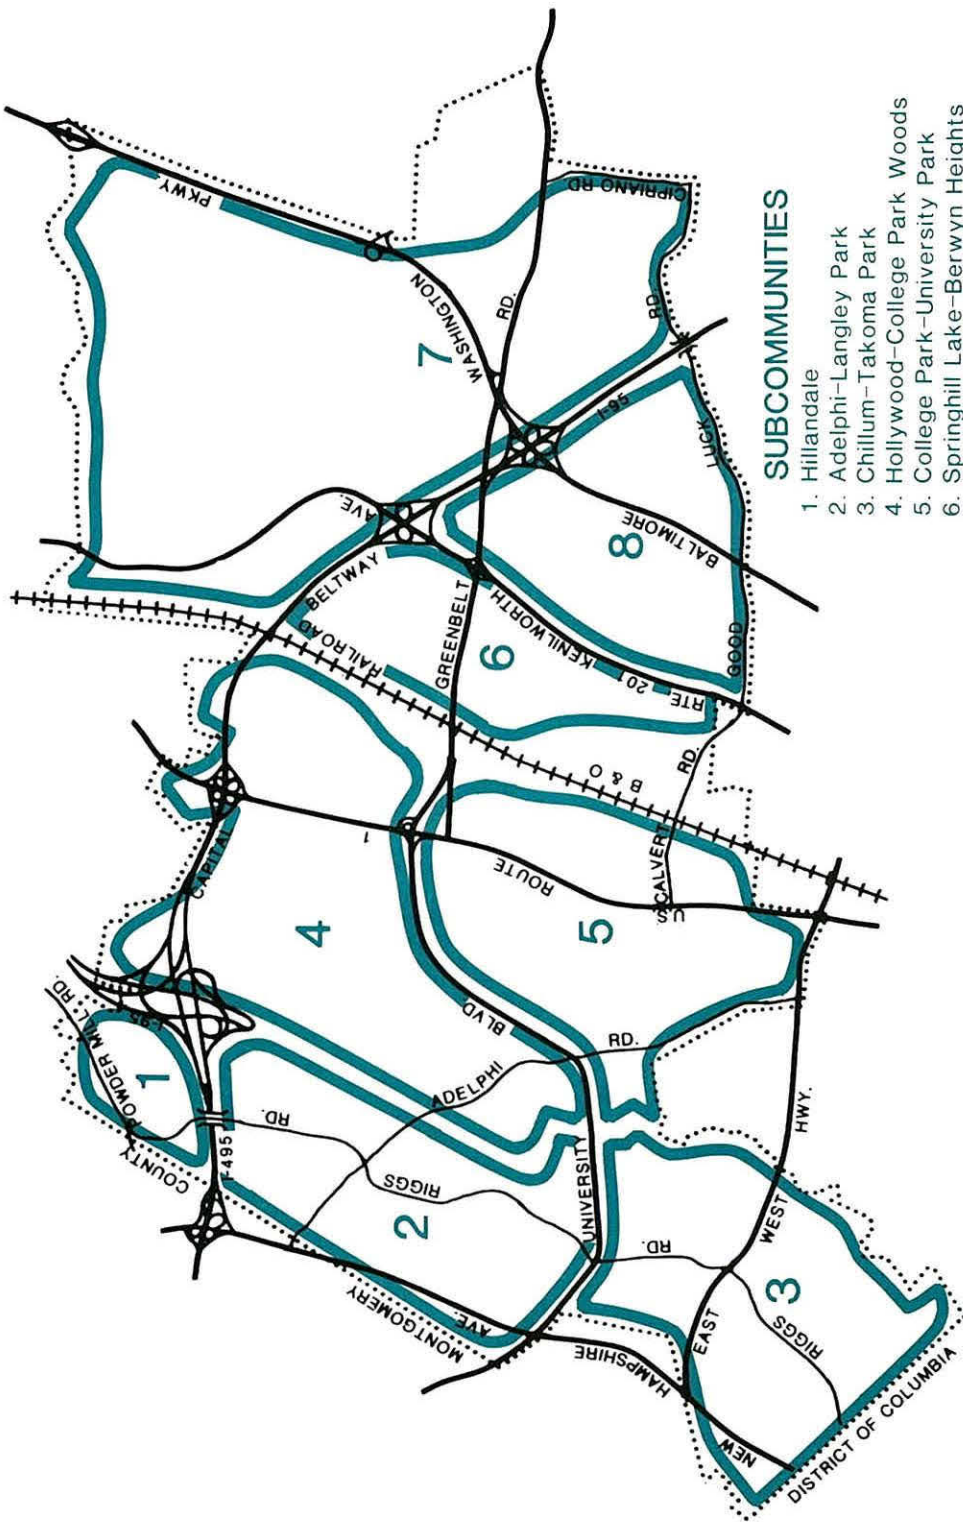 PKWY
WASHINGTON
RD.
CIPRIANO RD
7
AVE.
BELTWAY
I-95
RD.
LUCK
GOOD
BALTIMORE
8
RAILROAD
GREENBELT
6
KENILWORTH
201
RTE
B & O
RD.
CALVERT
U.S.
ROUTE
1
CAPITAL
4
5
BLVD
ADELPHI
RD.
POWDER MILL RD.
I-95
1
COUNTY
I-495
RD.
RIGGS
2
UNIVERSITY
MONTGOMERY
AVE.
HAMPSHIRE
NEW
RD.
RIGGS
EAST
WEST
HWY.
3
DISTRICT OF COLUMBIA
SUBCOMMUNITIES
1. Hillandale
2. Adelphi-Langley Park
3. Chillum-Takoma Park
4. Hollywood-College Park Woods
5. College Park-University Park
6. Springhill Lake-Berwyn Heights